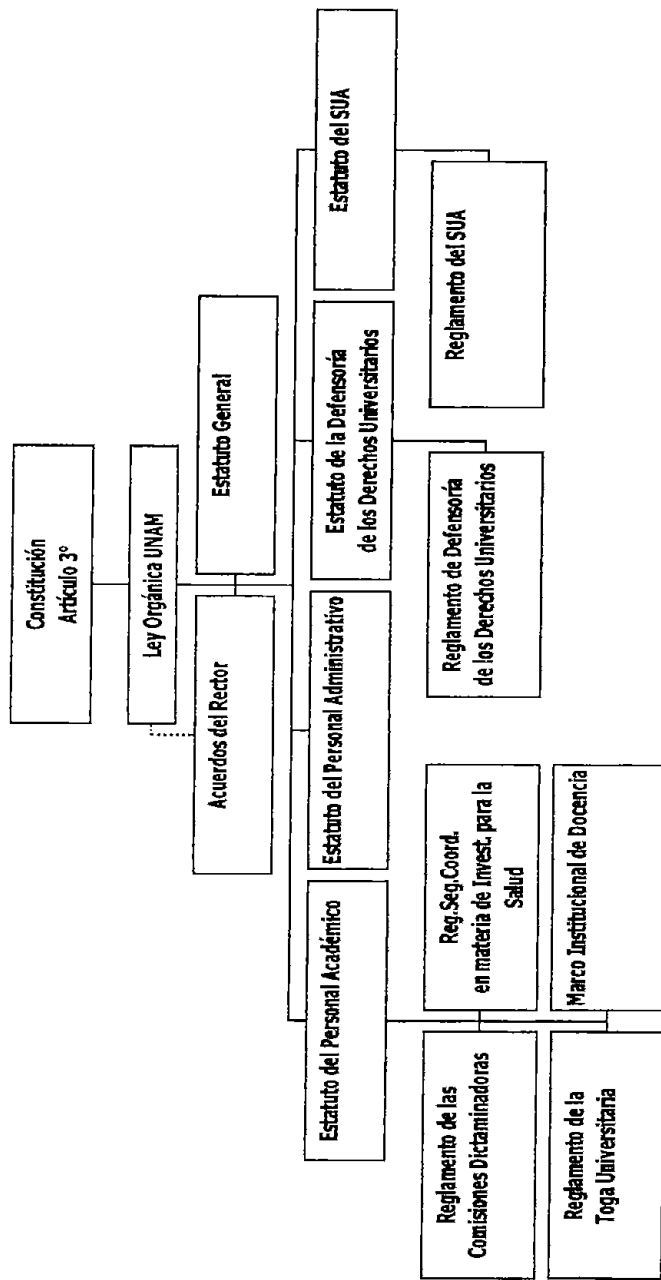 Constitución
Artículo 3º
Ley Orgánica UNAM
Acuerdos del Rector
Estatuto General
Estatuto del Personal Académico
Estatuto del Personal Administrativo
Estatuto de la Defensoría
de los Derechos Universitarios
Estatuto del SUA
Reglamento de las
Comisiones Dictaminadoras
Reg.Seg.Coord.
en materia de Invest. para la
Salud
Reglamento de Defensoría
de los Derechos Universitarios
Reglamento del SUA
Reglamento de la
Toga Universitaria
Marco Institucional de Docencia